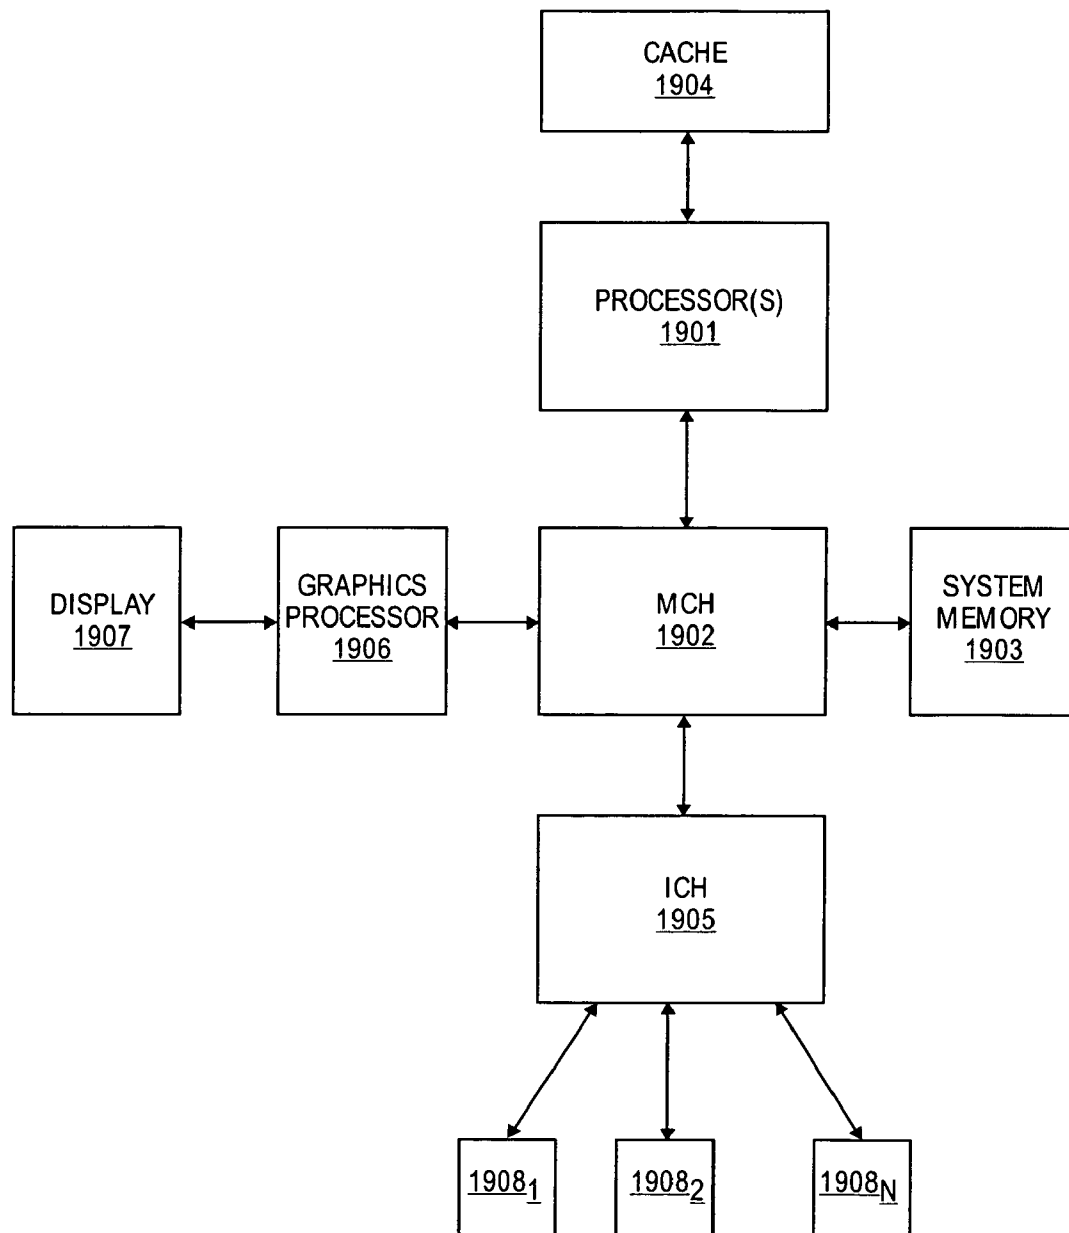 CACHE
1904
PROCESSOR(S)
1901
DISPLAY
1907
GRAPHICS
PROCESSOR
1906
MCH
1902
SYSTEM
MEMORY
1903
ICH
1905
1908₁
1908₂
1908N